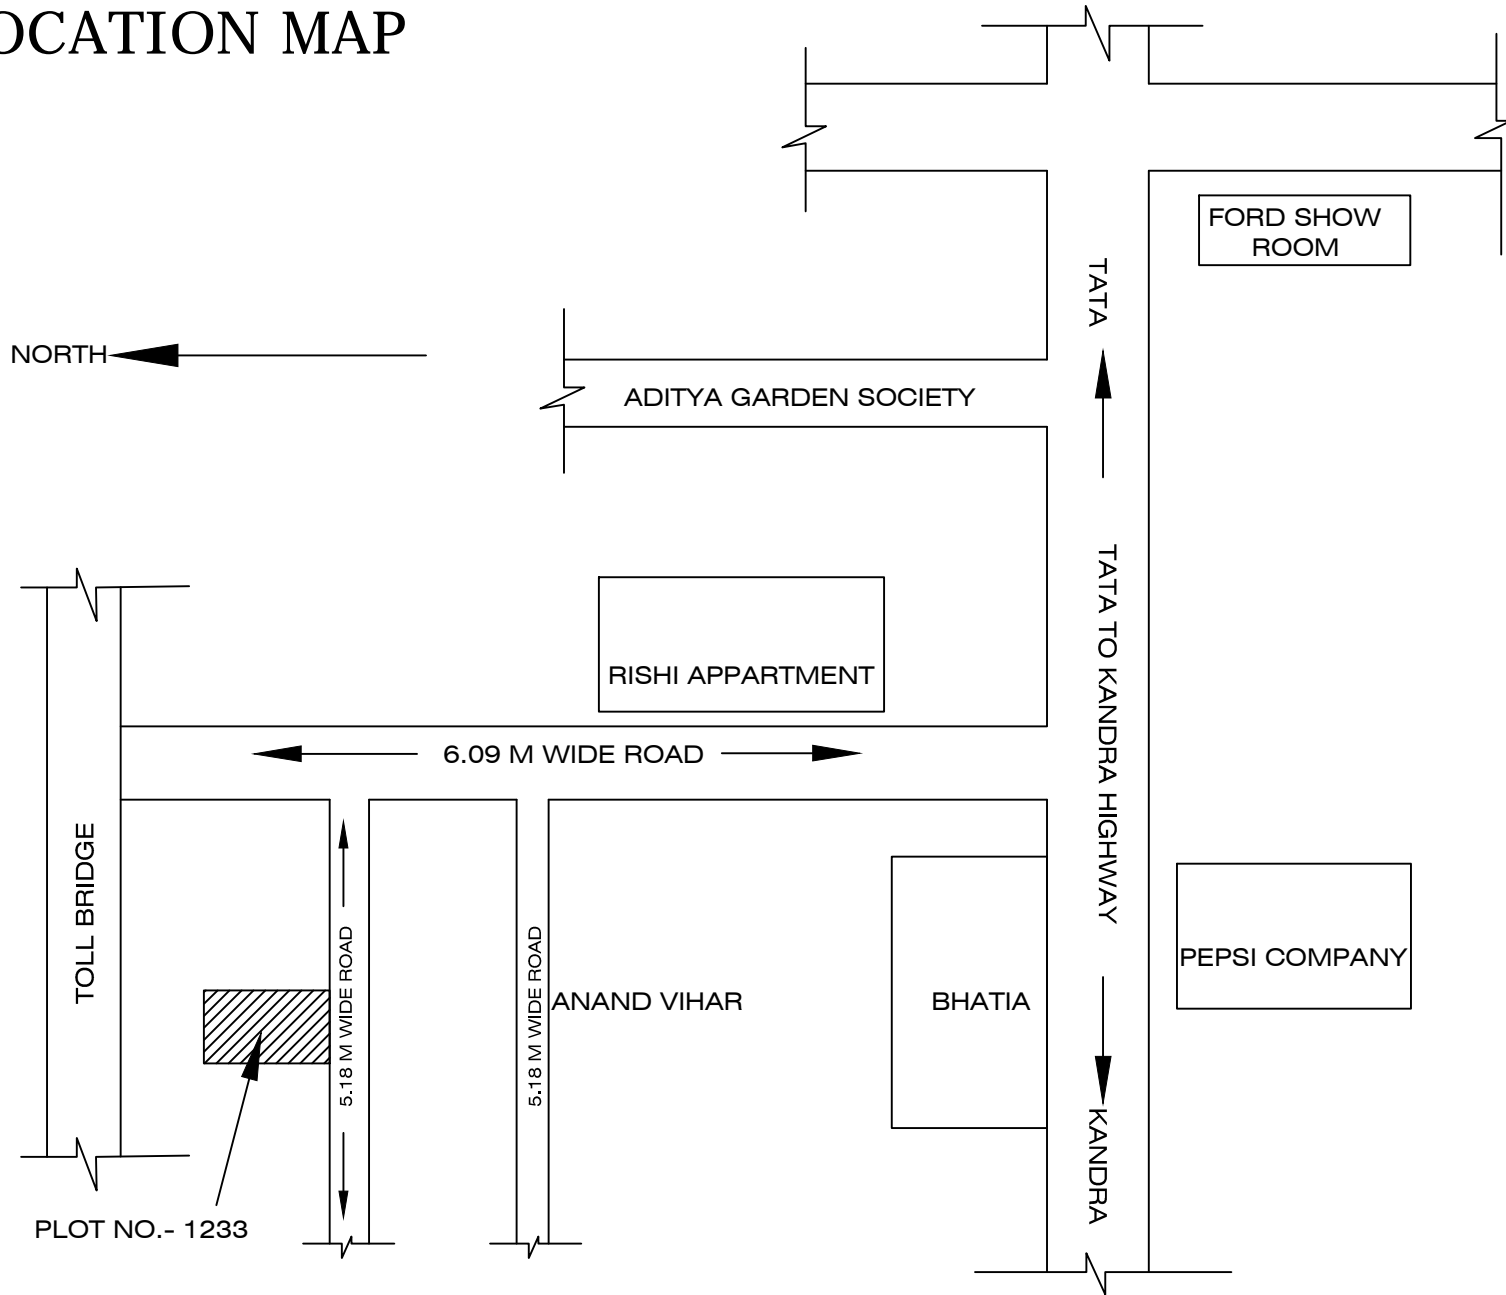 OCATION MAP
FORD SHOW
ROOM
TATA
NORTH
ADITYA GARDEN SOCIETY
TATA TO KANDRA HIGHWAY
RISHI APPARTMENT
6.09 M WIDE ROAD
TOLL BRIDGE
5.18 M WIDE ROAD
5.18 M WIDE ROAD
ANAND VIHAR
BHATIA
PEPSI COMPANY
KANDRA
PLOT NO.- 1233